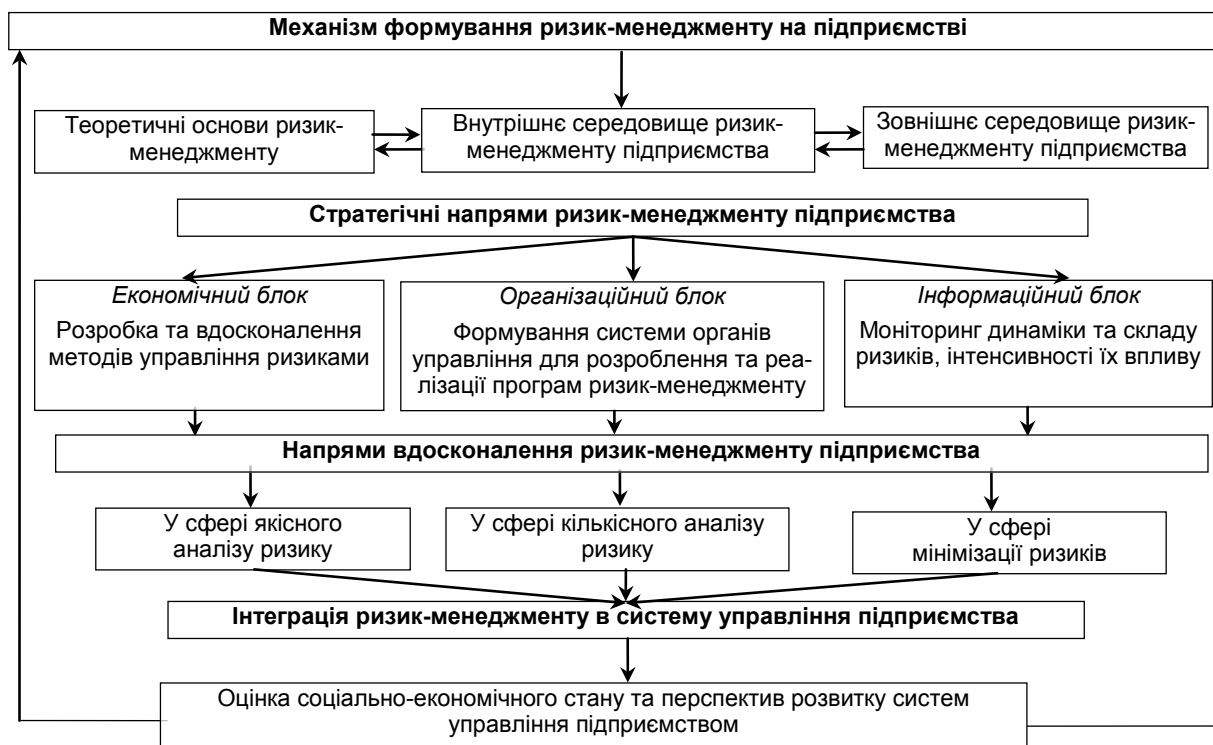 Механізм формування ризик-менеджменту на підприємстві
Теоретичні основи ризик-
менеджменту
Внутрішнє середовище ризик-
менеджменту підприємства
Зовнішнє середовище ризик-
менеджменту підприємства
Стратегічні напрями ризик-менеджменту підприємства
Економічний блок
Розробка та вдосконалення
методів управління ризиками
Організаційний блок
Формування системи органів
управління для розроблення та реа-
лізації програм ризик-менеджменту
Інформаційний блок
Моніторинг динаміки та складу
ризиків, інтенсивності їх впливу
Напрями вдосконалення ризик-менеджменту підприємства
У сфері якісного
аналізу ризику
У сфері кількісного аналізу
ризику
У сфері
мінімізації ризиків
Інтеграція ризик-менеджменту в систему управління підприємства
Оцінка соціально-економічного стану та перспектив розвитку систем
управління підприємством